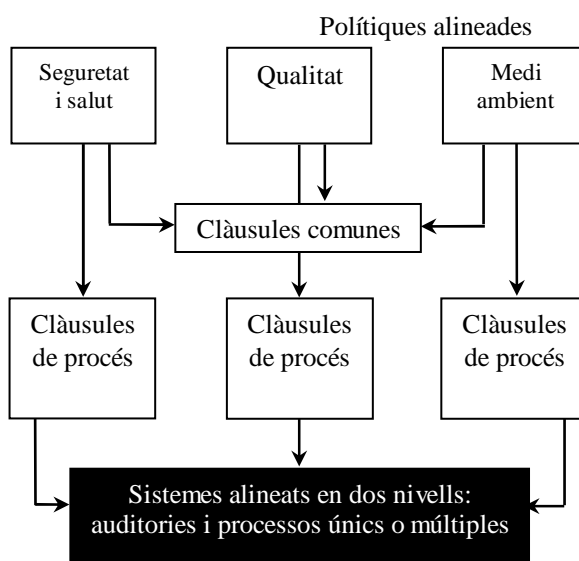 Polítiques alineades
Seguretat
i salut
Qualitat
Medi
ambient
Clàusules comunes
Clàusules
de procés
Clàusules
de procés
Clàusules
de procés
Sistemes alineats en dos nivells:
auditories i processos únics o múltiples